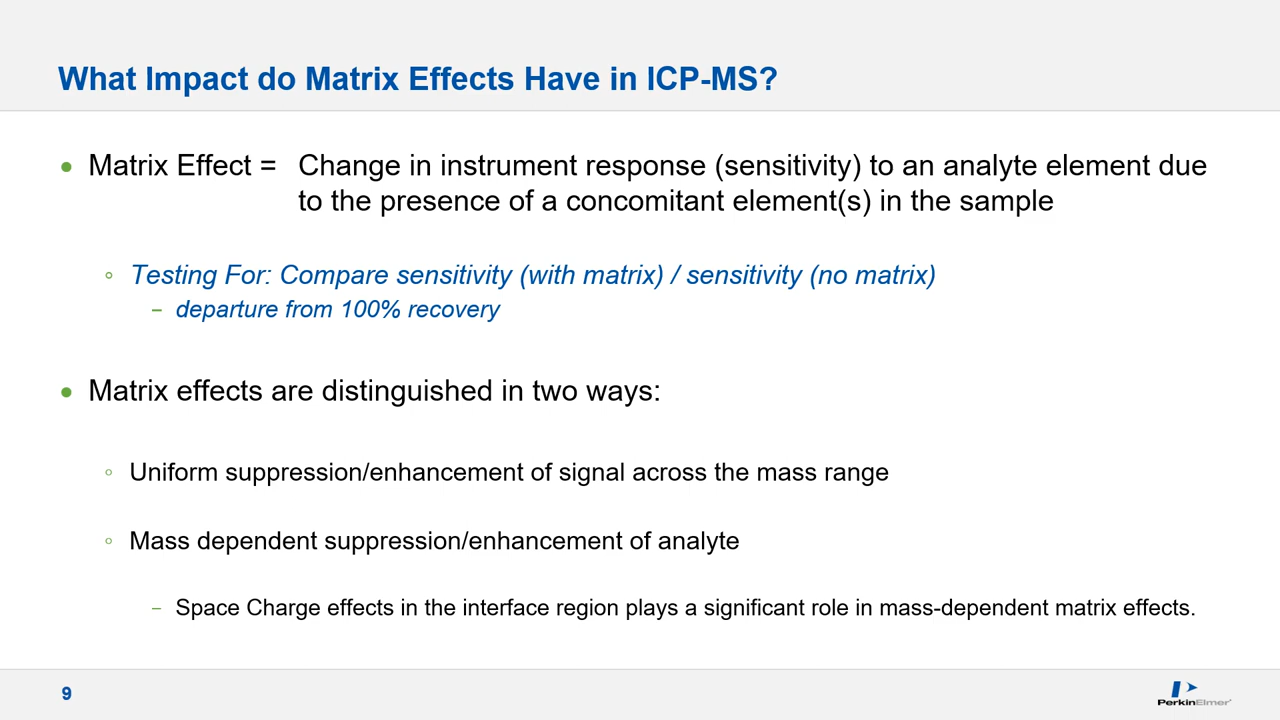 What Impact do Matrix Effects Have in ICP-MS?
• Matrix Effect = Change in instrument response (sensitivity) to an analyte element due
to the presence of a concomitant element(s) in the sample
◦ Testing For: Compare sensitivity (with matrix) / sensitivity (no matrix)
− departure from 100% recovery
• Matrix effects are distinguished in two ways:
◦ Uniform suppression/enhancement of signal across the mass range
◦ Mass dependent suppression/enhancement of analyte
− Space Charge effects in the interface region plays a significant role in mass-dependent matrix effects.
9
PerkinElmer